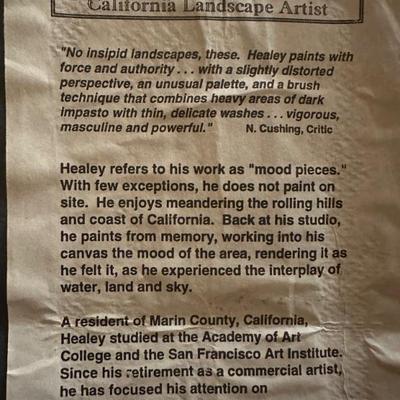 California Landscape Artist
"No insipid landscapes, these. Healey paints with
force and authority . . . with a slightly distorted
perspective, an unusual palette, and a brush
technique that combines heavy areas of dark
impasto with thin, delicate washes . . . vigorous,
masculine and powerful." N. Cushing, Critic
Healey refers to his work as "mood pieces."
With few exceptions, he does not paint on
site. He enjoys meandering the rolling hills
and coast of California. Back at his studio,
he paints from memory, working into his
canvas the mood of the area, rendering it as
he felt it, as he experienced the interplay of
water, land and sky.
A resident of Marin County, California,
Healey studied at the Academy of Art
College and the San Francisco Art Institute.
Since his retirement as a commercial artist,
he has focused his attention on